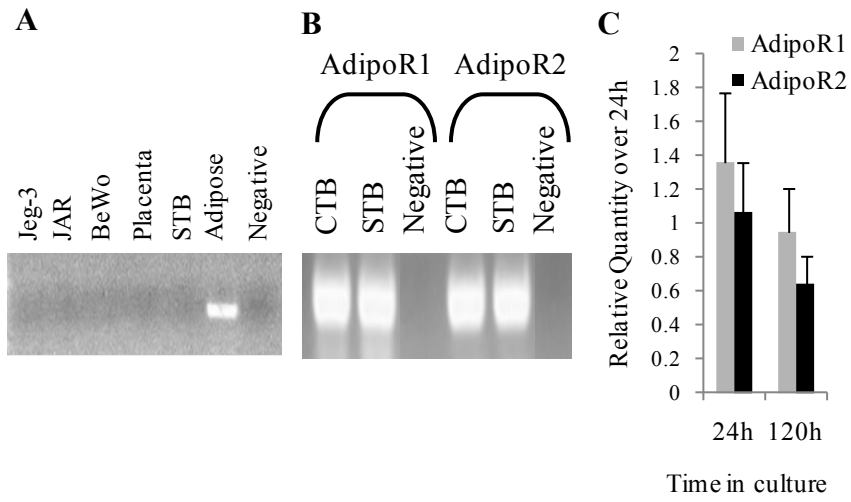 A
Jeg-3
JAR
BeWo
Placenta
STB
Adipose
Negative
B
AdipoR1
AdipoR2
CTB
STB
Negative
CTB
STB
Negative
C
AdipoR1
AdipoR2
Relative Quantity over 24h
2
1.8
1.6
1.4
1.2
1
0.8
0.6
0.4
0.2
0
24h 120h
Time in culture